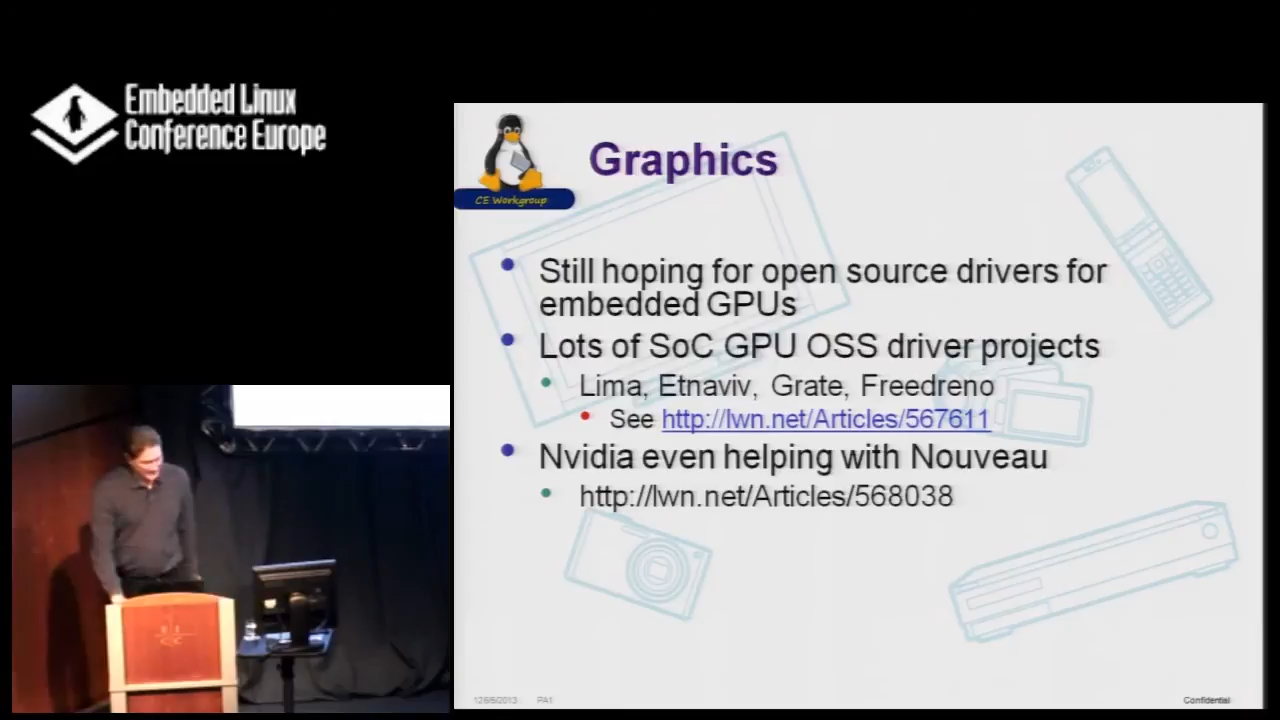 Embedded Linux
Conference Europe
CE Workgroup
Graphics
Still hoping for open source drivers for
embedded GPUs
Lots of SoC GPU OSS driver projects
Lima, Etnaviv, Grate, Freedreno
See http://lwn.net/Articles/567611
Nvidia even helping with Nouveau
http://lwn.net/Articles/568038
PA1
Confidential